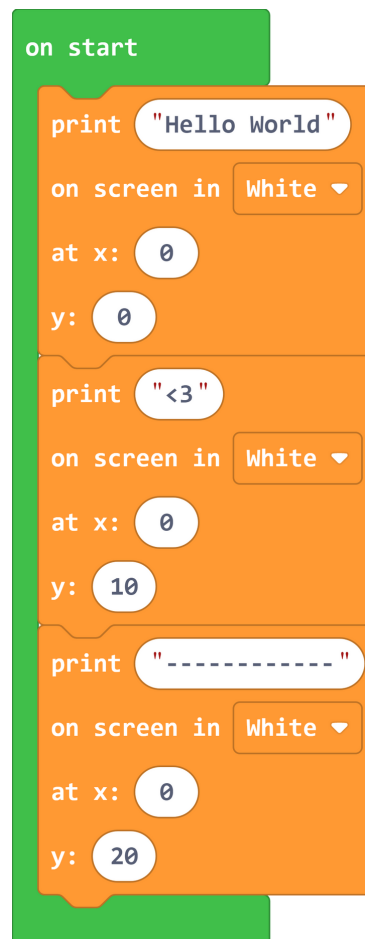 on start
print "Hello World"
on screen in White
at x: 0
y: 0
print "<3"
on screen in White
at x: 0
y: 10
print "------------"
on screen in White
at x: 0
y: 20